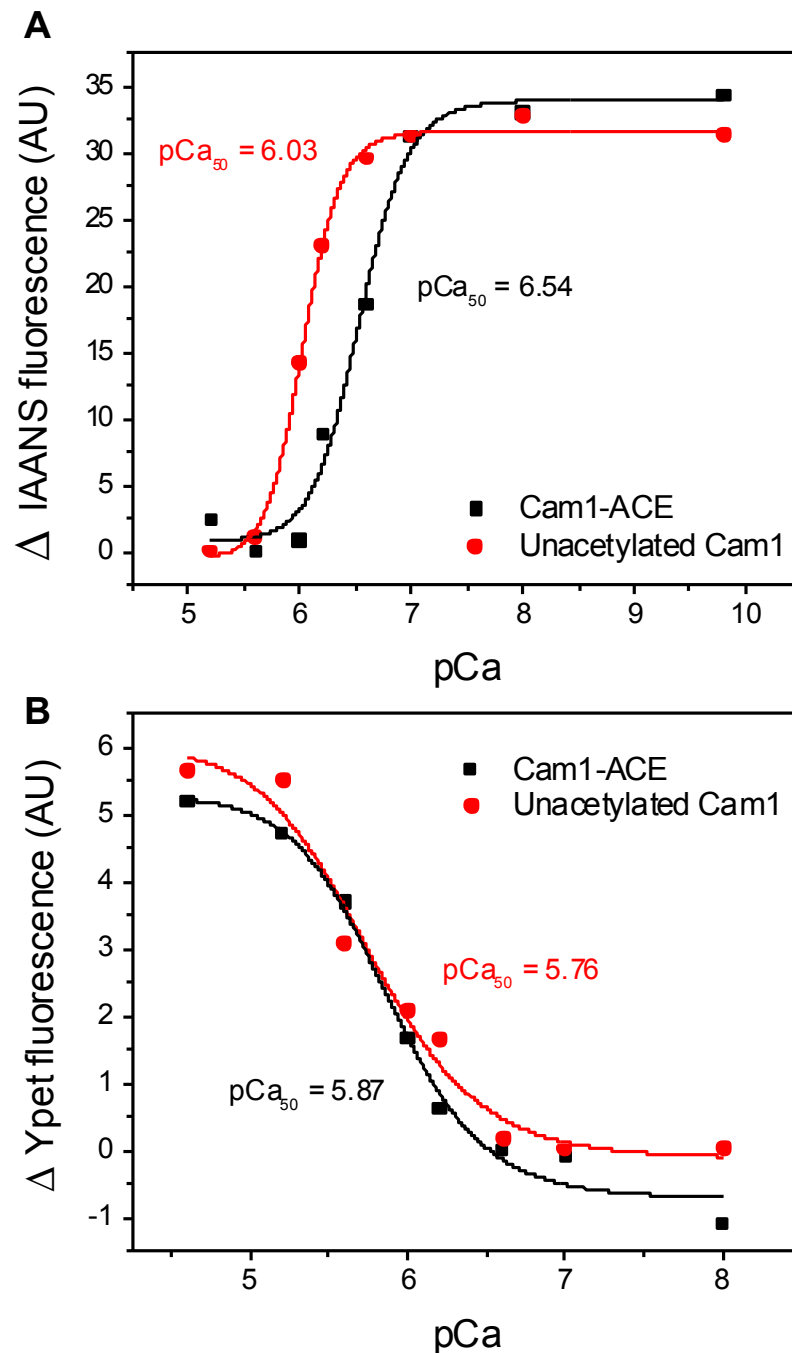 A
Δ IAANS fluorescence (AU)
35
30
25
20
15
10
5
0
pCa50 = 6.03
pCa50 = 6.54
Cam1-ACE
Unacetylated Cam1
5 6 7 8 9 10
pCa
B
Δ Ypet fluorescence (AU)
6
5
4
3
2
1
0
-1
Cam1-ACE
Unacetylated Cam1
pCa50 = 5.76
pCa50 = 5.87
5 6 7 8
pCa